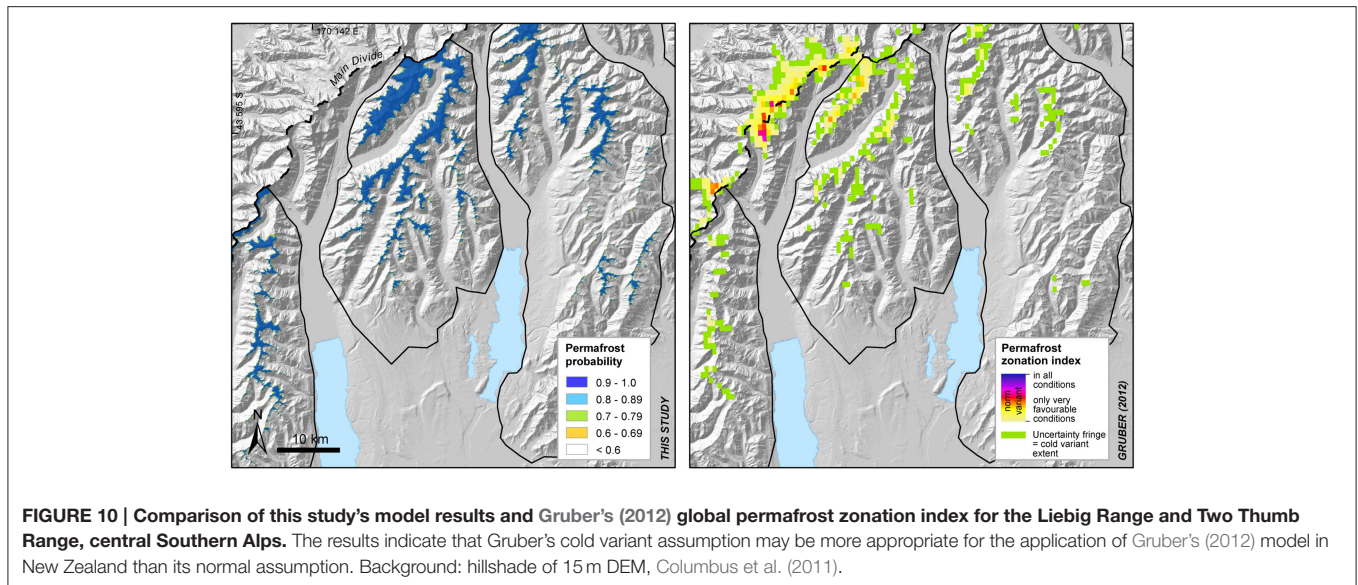 170.142 E
Main Divide
43.595 S
N
10 km
Permafrost
probability
0.9 - 1.0
0.8 - 0.89
0.7 - 0.79
0.6 - 0.69
< 0.6
THIS STUDY
Permafrost
zonation index
norm
variant
in all
conditions
only very
favourable
conditions
Uncertainty fringe
= cold variant
extent
GRUBER (2012)
FIGURE 10 | Comparison of this study's model results and Gruber's (2012) global permafrost zonation index for the Liebig Range and Two Thumb
Range, central Southern Alps. The results indicate that Gruber's cold variant assumption may be more appropriate for the application of Gruber's (2012) model in
New Zealand than its normal assumption. Background: hillshade of 15 m DEM, Columbus et al. (2011).